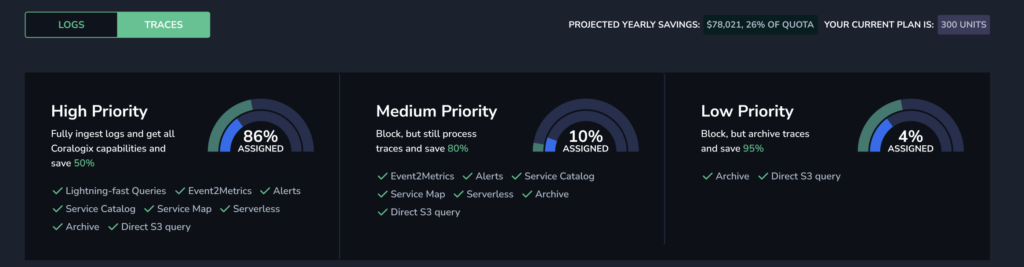 LOGS
TRACES
PROJECTED YEARLY SAVINGS: $78,021, 26% OF QUOTA YOUR CURRENT PLAN IS: 300 UNITS
High Priority
Fully ingest logs and get all
Coralogix capabilities and
save 50%
86%
ASSIGNED
Lightning-fast Queries Event2Metrics Alerts
Service Catalog Service Map Serverless
Archive Direct S3 query
Medium Priority
Block, but still process
traces and save 80%
10%
ASSIGNED
Event2Metrics Alerts Service Catalog
Service Map Serverless Archive
Direct S3 query
Low Priority
Block, but archive traces
and save 95%
4%
ASSIGNED
Archive Direct S3 query